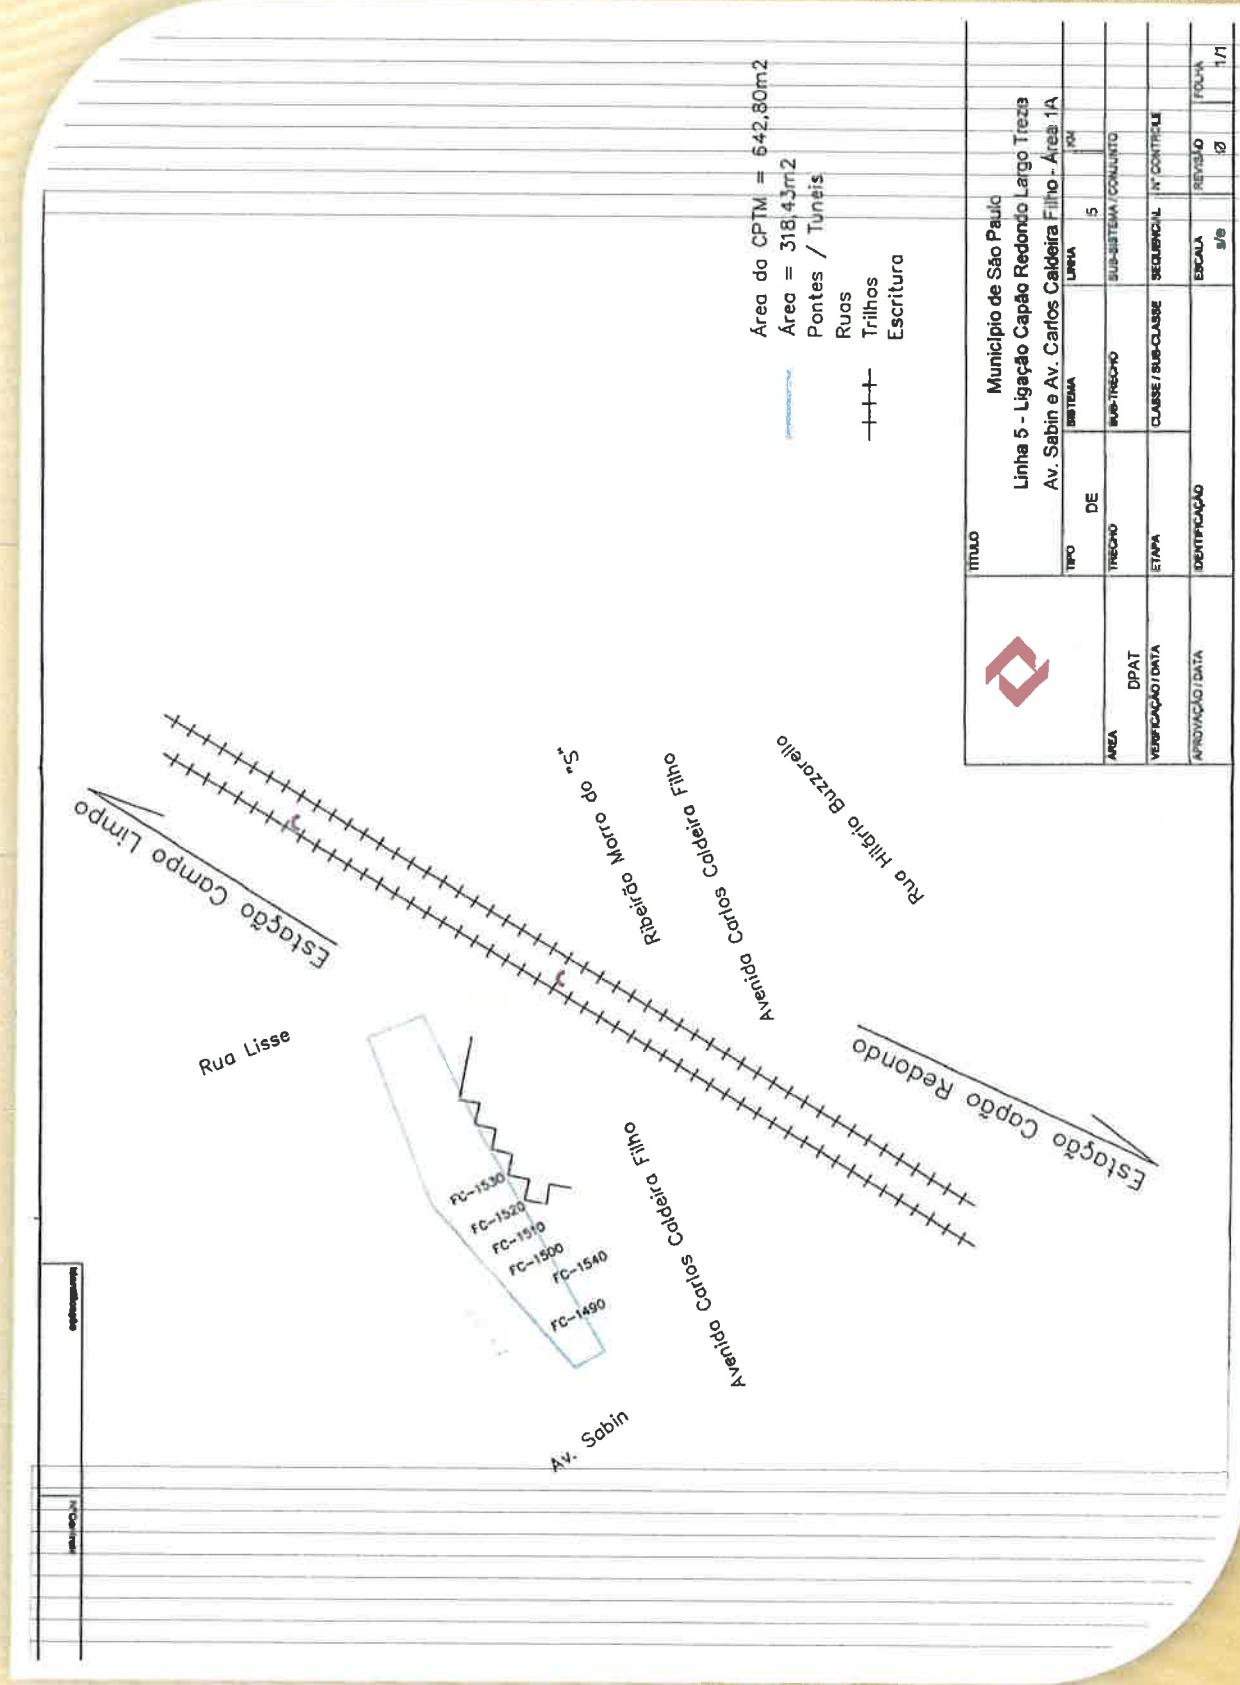 Área da CPTM = 642,80m2
Área = 318,43m2
Pontes / Tuneis
Ruas
Trilhos
Escritura
Estação Campo Limpo
Rua Lisse
Ribeirão Morro do "S"
Avenida Carlos Caldeira Filho
Rua Hilário Buzzarello
FC-1530
FC-1520
FC-1510
FC-1500
FC-1540
FC-1490
Avenida Carlos Caldeira Filho
Av. Sabin
Estação Capão Redondo
TITULO
Município de São Paulo
Linha 5 - Ligação Capão Redondo Largo Treze
Av. Sabin e Av. Carlos Caldeira Filho - Área 1A
TIPO
DE
SISTEMA
LINHA
5
KM
ÁREA
DPAT
TRECHO
SUB-TRECHO
SUB-SISTEMA / CONJUNTO
VERIFICAÇÃO / DATA
ETAPA
CLASSE / SUB-CLASSE
SEQUENCIAL
Nº CONTROLE
APROVAÇÃO / DATA
IDENTIFICAÇÃO
ESCALA
s/e
REVISÃO
Ø
FOLHA
1/1
Nº Controle